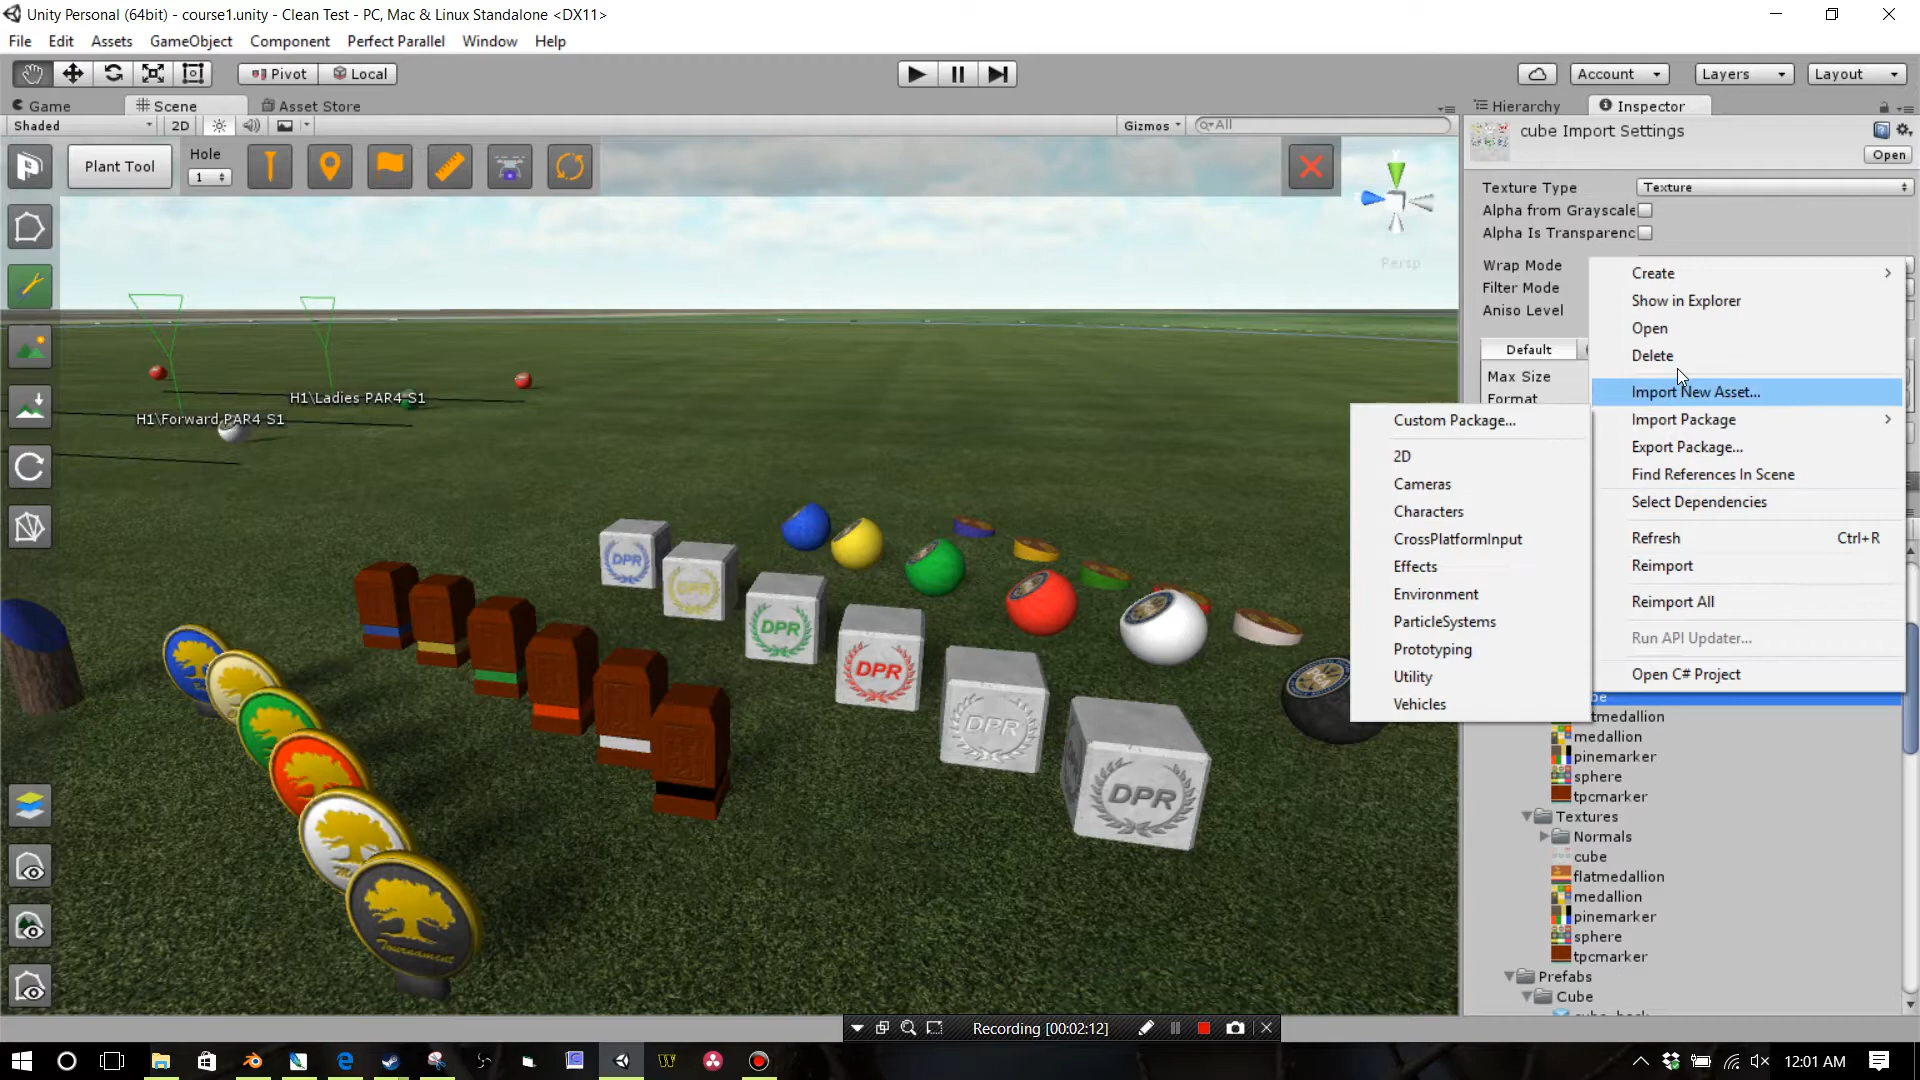 Unity Personal (64bit) - course1.unity - Clean Test - PC, Mac & Linux Standalone <DX11>
File Edit Assets GameObject Component Perfect Parallel Window Help
Pivot Local Account Layers Layout
Game Scene Asset Store Hierarchy Inspector
Shaded 2D Gizmos All
cube Import Settings
Open
Plant Tool Hole 1
Texture Type Texture
Alpha from Grayscale
Alpha Is Transparenc
Wrap Mode
Filter Mode
Aniso Level
Default
Max Size
Format
Persp
Create
Show in Explorer
Open
Delete
Import New Asset...
Import Package
Export Package...
Find References In Scene
Select Dependencies
Refresh Ctrl+R
Reimport
Reimport All
Run API Updater...
Open C# Project
Custom Package...
2D
Cameras
Characters
CrossPlatformInput
Effects
Environment
ParticleSystems
Prototyping
Utility
Vehicles
H1\Ladies PAR4 S1
H1\Forward PAR4 S1
DPR
DPR
DPR
DPR
DPR
DPR
Tournament
medallion
pinemarker
sphere
tpcmarker
Textures
Normals
cube
flatmedallion
medallion
pinemarker
sphere
tpcmarker
Prefabs
Cube
Recording [00:02:12]
12:01 AM